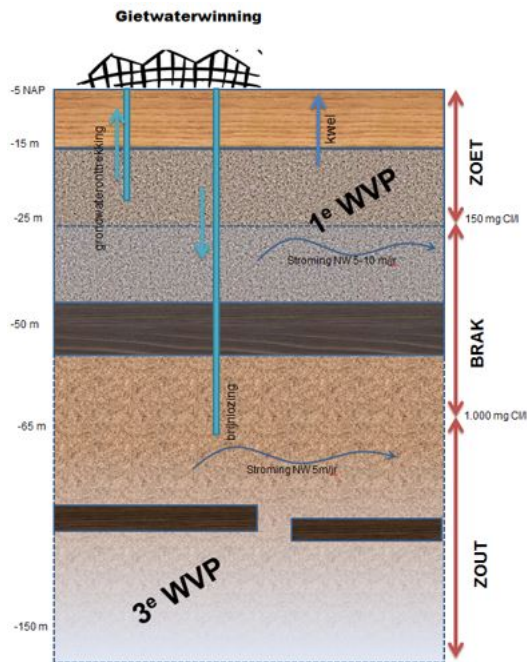 Gietwaterwinning
-5 NAP
-15 m
-25 m
-50 m
-65 m
-150 m
grondwateronttrekking
kwel
1e WVP
Stroming NW 5-10 m/jr
brijnlozing
Stroming NW 5m/jr
3e WVP
ZOET
150 mg Cl/l
BRAK
1.000 mg Cl/l
ZOUT